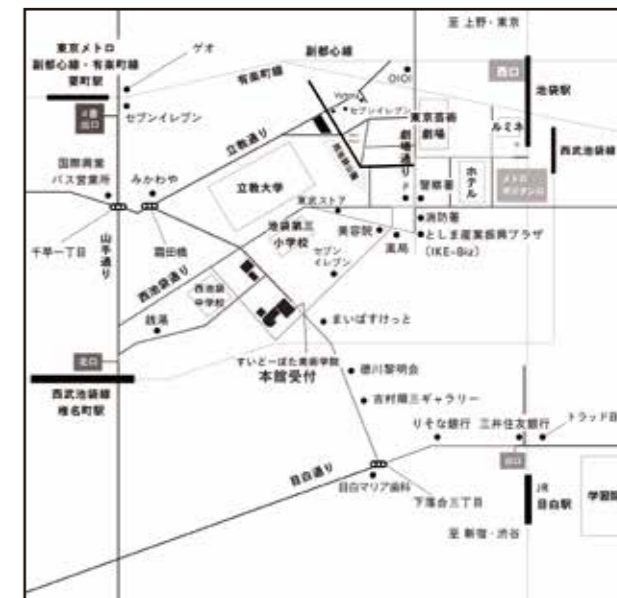 至 上野・東京
東京メトロ
副都心線・有楽町線
要町駅
ゲオ
副都心線
有楽町線
OIOI
西口
池袋駅
4番
出口
セブンイレブン
セブンイレブン
東京芸術
劇場
ルミネ
西武池袋線
立教通り
劇場通り
国際興業
バス営業所
みかわや
立教大学
P
警察署
ホテル
メトロ
千早一丁目
山手通り
霜田橋
東武ストア
池袋第三
小学校
美容院
薬局
消防署
としま産業振興プラザ
(IKE-Biz)
セブン
イレブン
西池袋通り
西池袋
中学校
銭湯
まいばすけっと
北口
すいどーばた美術学院
本館受付
西武池袋線
椎名町駅
徳川黎明会
吉村順三ギャラリー
りそな銀行
三井住友銀行
トラッド目
目白通り
目白マリア歯科
下落合三丁目
JR
目白駅
学習院
至 新宿・渋谷